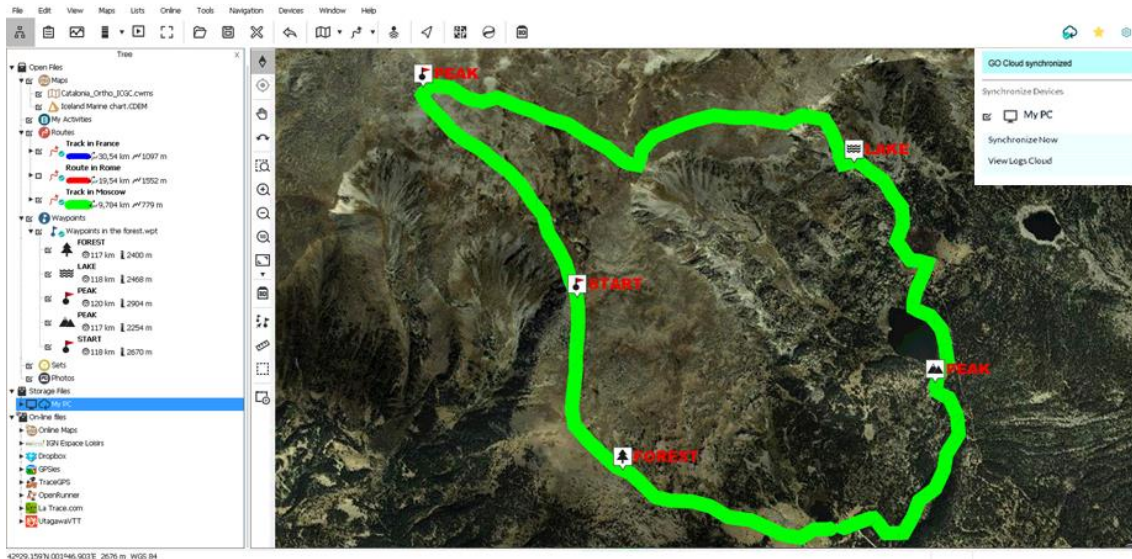 File Edit View Maps Lists Online Tools Navigation Devices Window Help
Tree X
Open Files
Maps
Catalonia_Ortho_ICGC.cwms
Iceland Marine chart.CDEM
My Activities
Routes
Track in France
30,54 km 1097 m
Route in Rome
19,54 km 1552 m
Track in Moscow
9,784 km 779 m
Waypoints
Waypoints in the forest.wpt
FOREST
117 km 2400 m
LAKE
118 km 2468 m
PEAK
120 km 2904 m
PEAK
117 km 2254 m
START
118 km 2670 m
Sets
Photos
Storage Files
My PC
On-line files
Online Maps
IGN Espace Loisirs
Dropbox
GPSies
TraceGPS
OpenRunner
La Trace.com
UtagawaVTT
PEAK
LAKE
START
PEAK
FOREST
GO Cloud synchronized
Synchronize Devices
My PC
Synchronize Now
View Logs Cloud
2676 m WGS 84